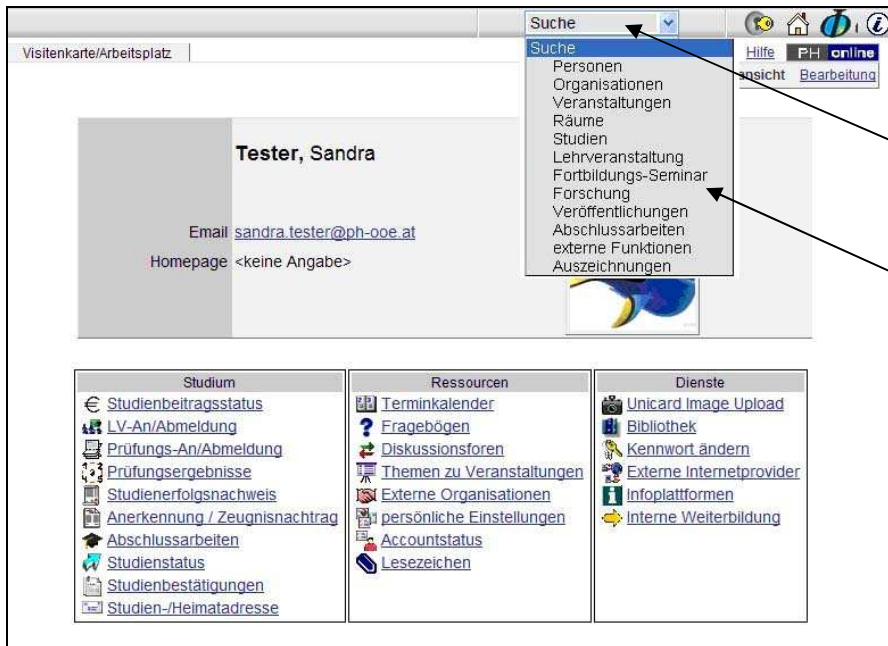 Suche
Visitenkarte/Arbeitsplatz
Hilfe PH online
ansicht Bearbeitung
Suche
Personen
Organisationen
Veranstaltungen
Räume
Studien
Lehrveranstaltung
Fortbildungs-Seminar
Forschung
Veröffentlichungen
Abschlussarbeiten
externe Funktionen
Auszeichnungen
Tester, Sandra
Email sandra.tester@ph-ooe.at
Homepage <keine Angabe>
Studium
Studienbeitragsstatus
LV-An/Abmeldung
Prüfungs-An/Abmeldung
Prüfungsergebnisse
Studienerfolgsnachweis
Anerkennung / Zeugnisnachtrag
Abschlussarbeiten
Studienstatus
Studienbestätigungen
Studien-/Heimatadresse
Ressourcen
Terminkalender
Fragebögen
Diskussionsforen
Themen zu Veranstaltungen
Externe Organisationen
persönliche Einstellungen
Accountstatus
Lesezeichen
Dienste
Unicard Image Upload
Bibliothek
Kennwort ändern
Externe Internetprovider
Infoplattformen
Interne Weiterbildung